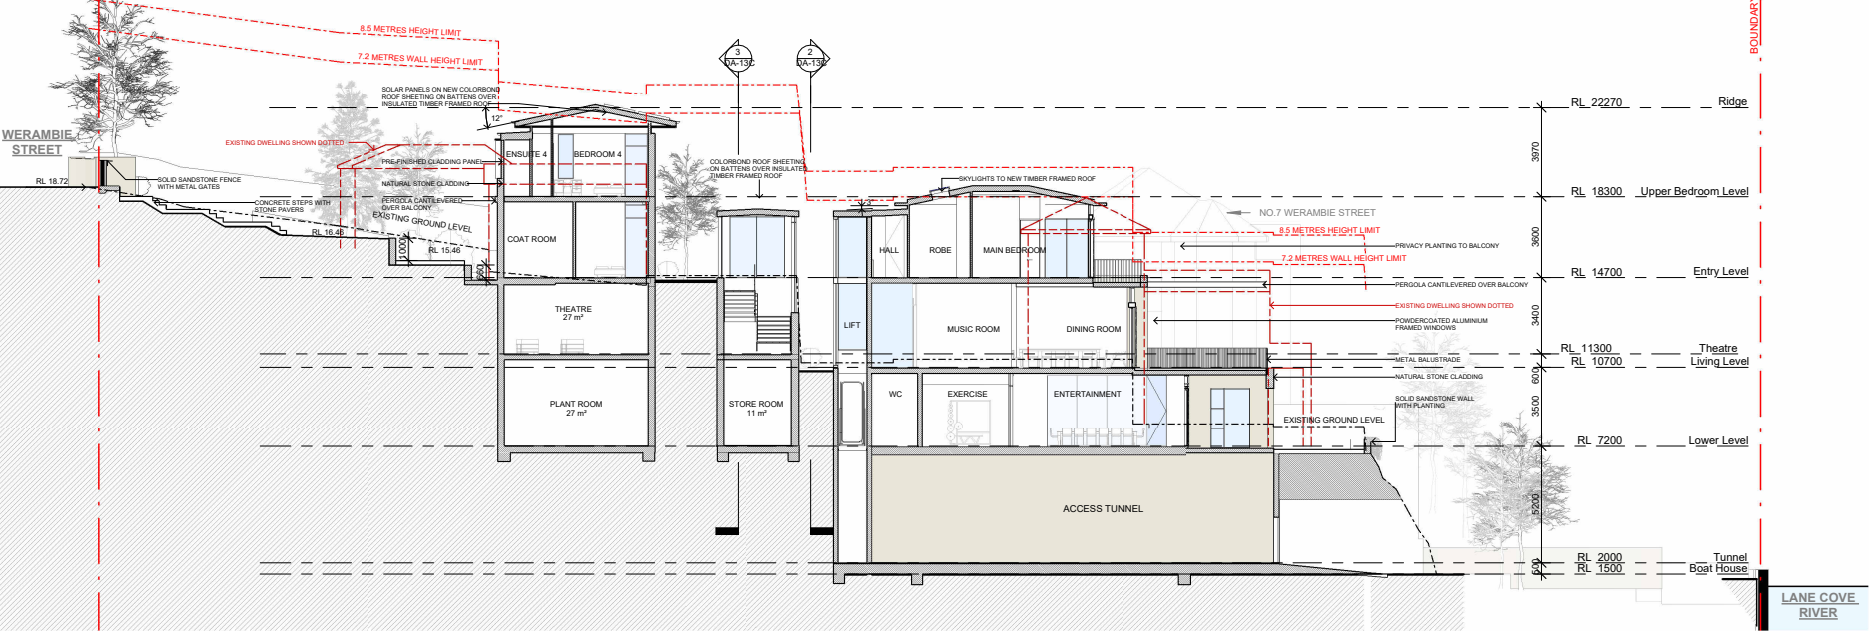 8.5 METRES HEIGHT LIMIT
7.2 METRES WALL HEIGHT LIMIT
BOUNDARY
3
DA-13C
2
DA-13C
SOLAR PANELS ON NEW COLORBOND
ROOF SHEETING ON BATTENS OVER
INSULATED TIMBER FRAMED ROOF
12°
RL 22270 Ridge
WERAMBIE
STREET
EXISTING DWELLING SHOWN DOTTED
PRE-FINISHED CLADDING PANEL
ENSUITE 4
BEDROOM 4
COLORBOND ROOF SHEETING
ON BATTENS OVER INSULATED
TIMBER FRAMED ROOF
3970
RL 18.72
SOLID SANDSTONE FENCE
WITH METAL GATES
NATURAL STONE CLADDING
SKYLIGHTS TO NEW TIMBER FRAMED ROOF
RL 18300 Upper Bedroom Level
CONCRETE STEPS WITH
STONE PAVERS
PERGOLA CANTILEVERED
OVER BALCONY
EXISTING GROUND LEVEL
3°
NO.7 WERAMBIE STREET
RL 16.46
RL 15.46
1000
560
COAT ROOM
HALL
ROBE
MAIN BEDROOM
8.5 METRES HEIGHT LIMIT
3600
PRIVACY PLANTING TO BALCONY
7.2 METRES WALL HEIGHT LIMIT
RL 14700 Entry Level
PERGOLA CANTILEVERED OVER BALCONY
THEATRE
27 m²
LIFT
MUSIC ROOM
DINING ROOM
EXISTING DWELLING SHOWN DOTTED
3400
POWDERCOATED ALUMINIUM
FRAMED WINDOWS
RL 11300 Theatre
METAL BALUSTRADE
RL 10700 Living Level
600
NATURAL STONE CLADDING
PLANT ROOM
27 m²
STORE ROOM
11 m²
WC
EXERCISE
ENTERTAINMENT
SOLID SANDSTONE WALL
WITH PLANTING
3500
EXISTING GROUND LEVEL
RL 7200 Lower Level
ACCESS TUNNEL
5200
RL 2000 Tunnel
500
RL 1500 Boat House
LANE COVE
RIVER